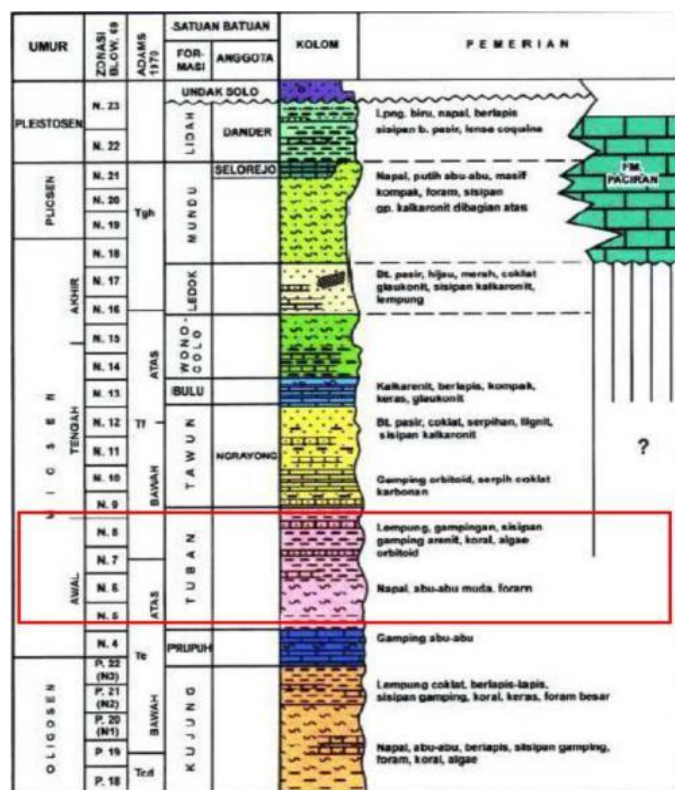 UMUR
ZONASI BLOW, 69
ADAMS 1970
SATUAN BATUAN
FOR-MASI
ANGGOTA
KOLOM
PEMERIAN
PLEISTOSEN
PLIOSEN
MIOSEN
AKHIR
TENGAH
AWAL
OLIGOSEN
N. 23
N. 22
N. 21
N. 20
N. 19
N. 18
N. 17
N. 16
N. 15
N. 14
N. 13
N. 12
N. 11
N. 10
N. 9
N. 8
N. 7
N. 6
N. 5
N. 4
P. 22 (N3)
P. 21 (N2)
P. 20 (N1)
P. 19
P. 18
Tgh
ATAS
Tf
BAWAH
ATAS
Te
BAWAH
Tcd
UNDAK SOLO
LIDAH
DANDER
SELOREJO
MUNDU
LEDOK
WONO-COLO
BULU
TAWUN
NGRAYONG
TUBAN
PRUPUH
KUJUNG
Lpng. biru, napal, berlapis
sisipan b. pasir, lensa coquina
Napal, putih abu-abu, masif
kompak, foram, sisipan
gp. kalkaronit dibagian atas
Bt. pasir, hijau, merah, coklat
glaukonit, sisipan kalkaronit,
lempung
Kalkarenit, berlapis, kompak,
keras, glaukonit
Bt. pasir, coklat, serpihan, lignit,
sisipan kalkaronit
Gamping orbitoid, serpih coklat
karbonan
Lempung, gampingan, sisipan
gamping arenit, koral, algae
orbitoid
Napal, abu-abu muda, foram
Gamping abu-abu
Lempung coklat, berlapis-lapis,
sisipan gamping, koral, keras, foram besar
Napal, abu-abu, berlapis, sisipan gamping,
foram, koral, algae
FM.
PACIRAN
?